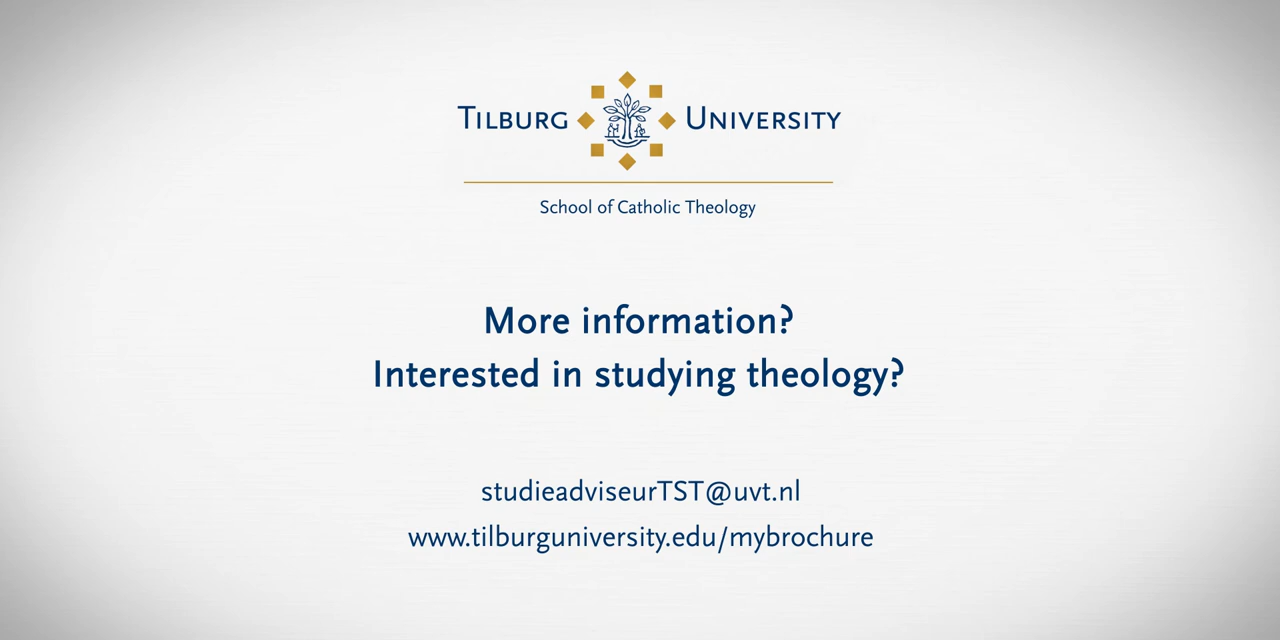 TILBURG UNIVERSITY
School of Catholic Theology
More information?
Interested in studying theology?
studieadviseurTST@uvt.nl
www.tilburguniversity.edu/mybrochure